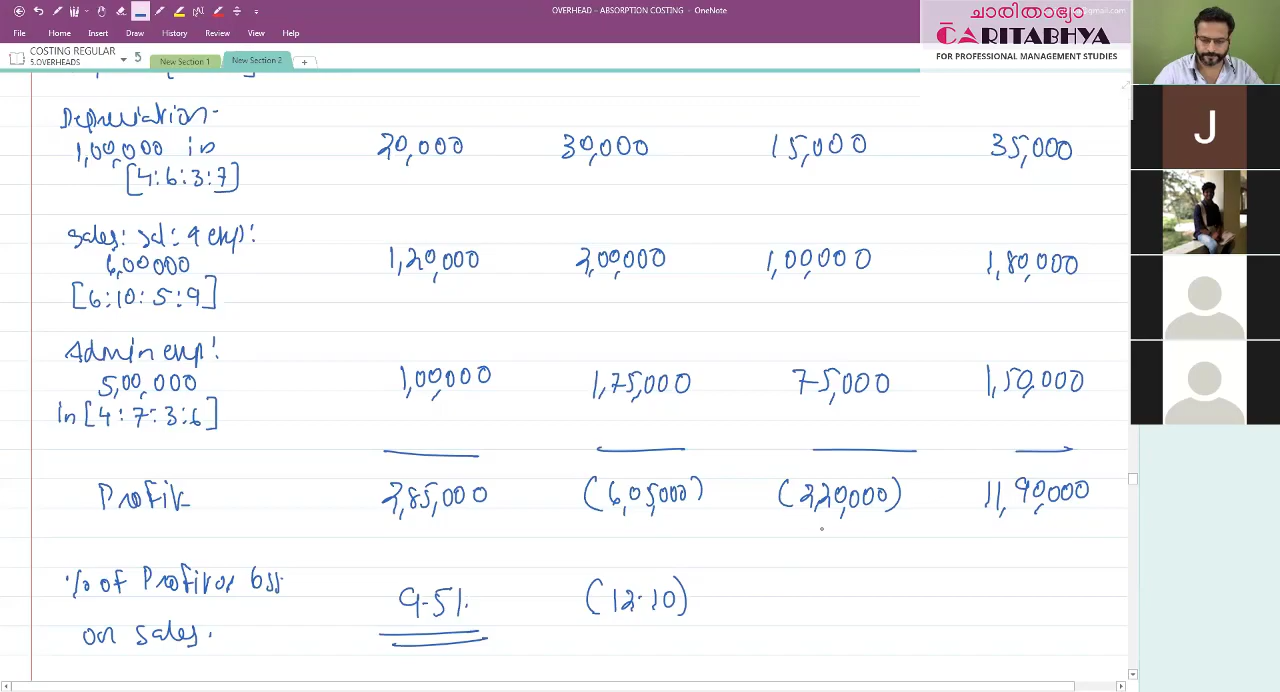 OVERHEAD – ABSORPTION COSTING - OneNote
File Home Insert Draw History Review View Help
COSTING REGULAR
5.OVERHEADS
5
New Section 1 New Section 2 +
ചാരിതാഭ്യാ
@gmail.com
CARITABHYA
FOR PROFESSIONAL MANAGEMENT STUDIES
J
Depreciation-
1,00,000 in 20,000 30,000 15,000 35,000
[4:6:3:7]
Sales: Sd: & exp:
6,00000 1,20,000 2,00,000 1,00,000 1,80,000
[6:10:5:9]
Admin exp:
5,00,000 1,00,000 1,75,000 75,000 1,50,000
In [4:7:3:6]
Profit 2,85,000 (6,05,000) (2,20,000) 11,90,000
% of Profit or loss 9.5%. (12.10)
on sales.